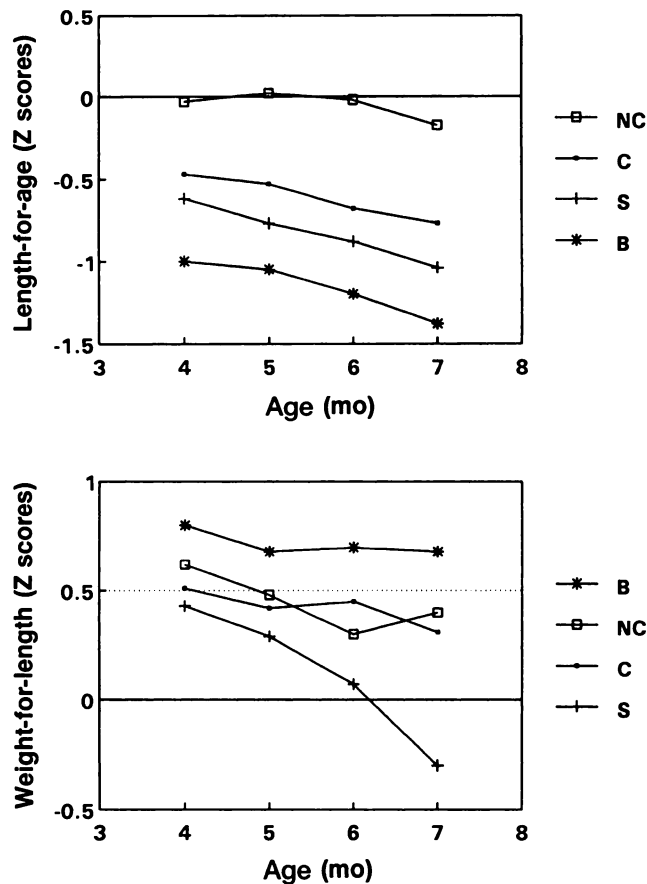 Length-for-age (Z scores)
0.5
0
-0.5
-1
-1.5
3 4 5 6 7 8
Age (mo)
NC
C
S
B
Weight-for-length (Z scores)
1
0.5
0
-0.5
3 4 5 6 7 8
Age (mo)
B
NC
C
S